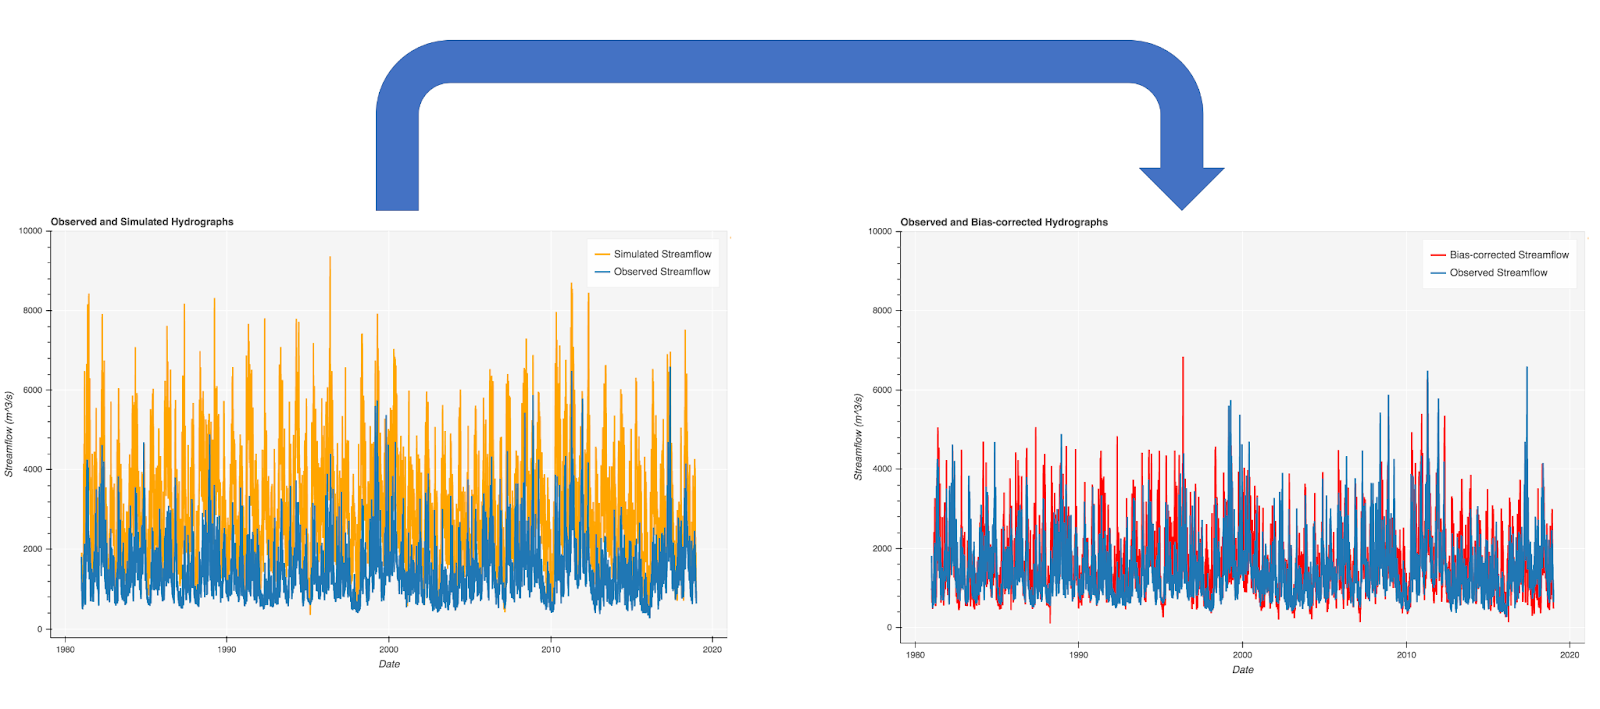 Observed and Simulated Hydrographs
10000
8000
6000
4000
2000
0
Streamflow (m^3/s)
Simulated Streamflow
Observed Streamflow
1980
1990
2000
2010
2020
Date
Observed and Bias-corrected Hydrographs
10000
8000
6000
4000
2000
0
Streamflow (m^3/s)
Bias-corrected Streamflow
Observed Streamflow
1980
1990
2000
2010
2020
Date